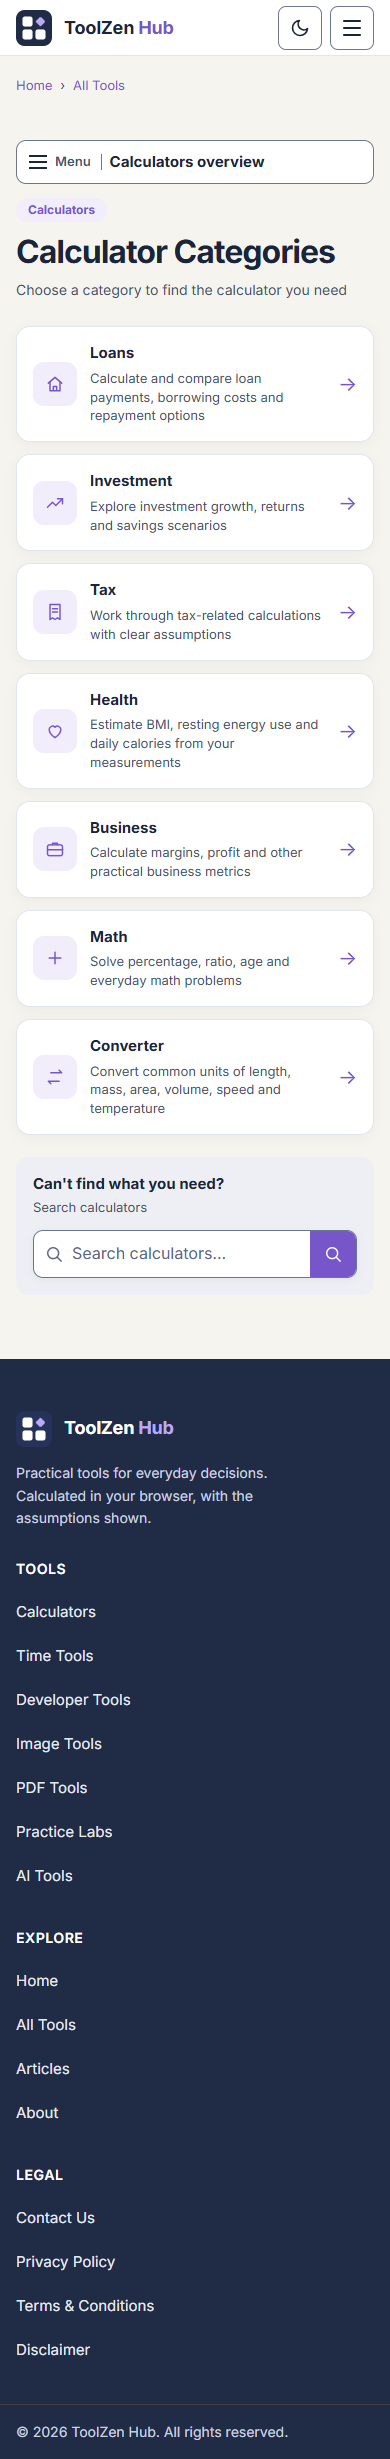 ToolZen Hub
Home › All Tools
Menu | Calculators overview
Calculators
Calculator Categories
Choose a category to find the calculator you need
Loans
Calculate and compare loan
payments, borrowing costs and
repayment options
Investment
Explore investment growth, returns
and savings scenarios
Tax
Work through tax-related calculations
with clear assumptions
Health
Estimate BMI, resting energy use and
daily calories from your
measurements
Business
Calculate margins, profit and other
practical business metrics
Math
Solve percentage, ratio, age and
everyday math problems
Converter
Convert common units of length,
mass, area, volume, speed and
temperature
Can't find what you need?
Search calculators
Search calculators...
ToolZen Hub
Practical tools for everyday decisions.
Calculated in your browser, with the
assumptions shown.
TOOLS
Calculators
Time Tools
Developer Tools
Image Tools
PDF Tools
Practice Labs
AI Tools
EXPLORE
Home
All Tools
Articles
About
LEGAL
Contact Us
Privacy Policy
Terms & Conditions
Disclaimer
© 2026 ToolZen Hub. All rights reserved.